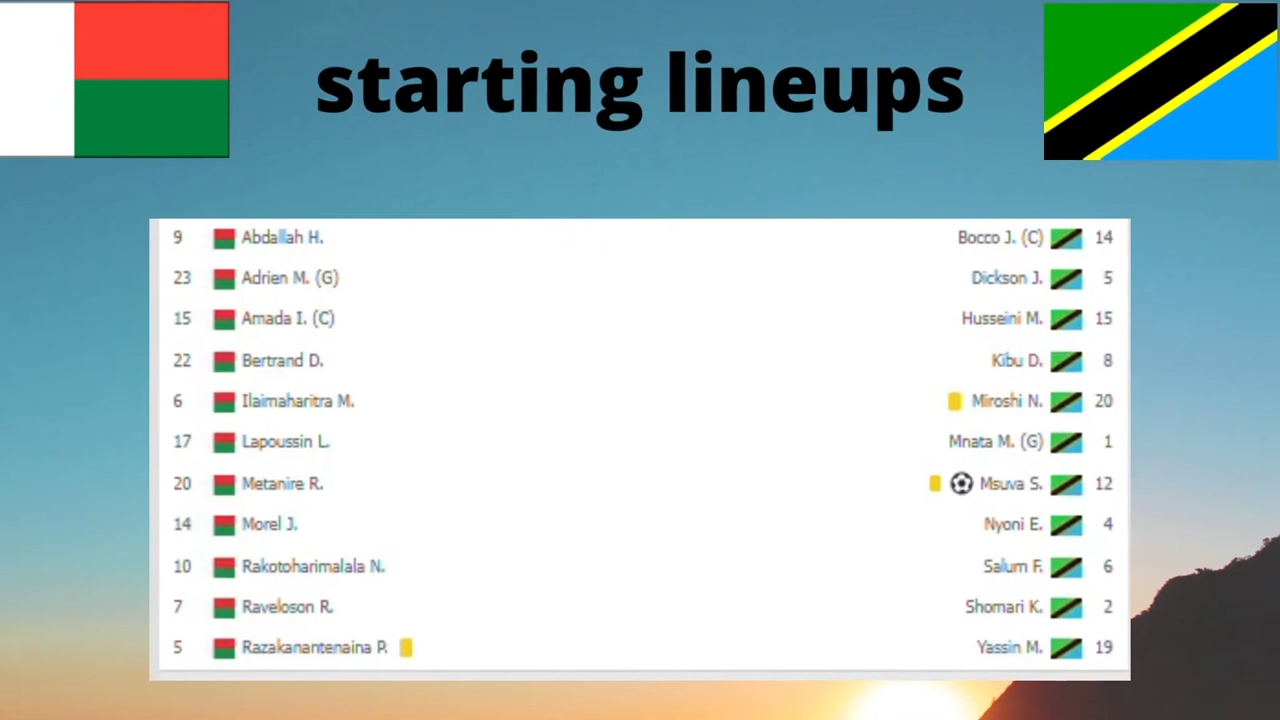 starting lineups
9 Abdallah H. Bocco J. (C) 14
23 Adrien M. (G) Dickson J. 5
15 Amada I. (C) Husseini M. 15
22 Bertrand D. Kibu D. 8
6 Ilaimaharitra M. Miroshi N. 20
17 Lapoussin L. Mnata M. (G) 1
20 Metanire R. Msuva S. 12
14 Morel J. Nyoni E. 4
10 Rakotoharimalala N. Salum F. 6
7 Raveloson R. Shomari K. 2
5 Razakanantenaina P. Yassin M. 19